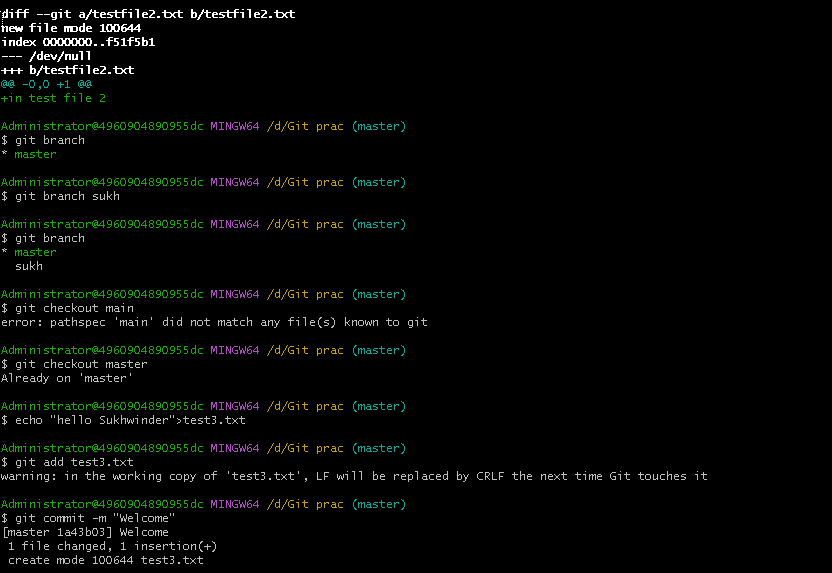 diff --git a/testfile2.txt b/testfile2.txt
new file mode 100644
index 0000000..f51f5b1
--- /dev/null
+++ b/testfile2.txt
@@ -0,0 +1 @@
+in test file 2
Administrator@4960904890955dc MINGW64 /d/Git prac (master)
$ git branch
* master
Administrator@4960904890955dc MINGW64 /d/Git prac (master)
$ git branch sukh
Administrator@4960904890955dc MINGW64 /d/Git prac (master)
$ git branch
* master
  sukh
Administrator@4960904890955dc MINGW64 /d/Git prac (master)
$ git checkout main
error: pathspec 'main' did not match any file(s) known to git
Administrator@4960904890955dc MINGW64 /d/Git prac (master)
$ git checkout master
Already on 'master'
Administrator@4960904890955dc MINGW64 /d/Git prac (master)
$ echo "hello Sukhwinder">test3.txt
Administrator@4960904890955dc MINGW64 /d/Git prac (master)
$ git add test3.txt
warning: in the working copy of 'test3.txt', LF will be replaced by CRLF the next time Git touches it
Administrator@4960904890955dc MINGW64 /d/Git prac (master)
$ git commit -m "Welcome"
[master 1a43b03] Welcome
 1 file changed, 1 insertion(+)
 create mode 100644 test3.txt